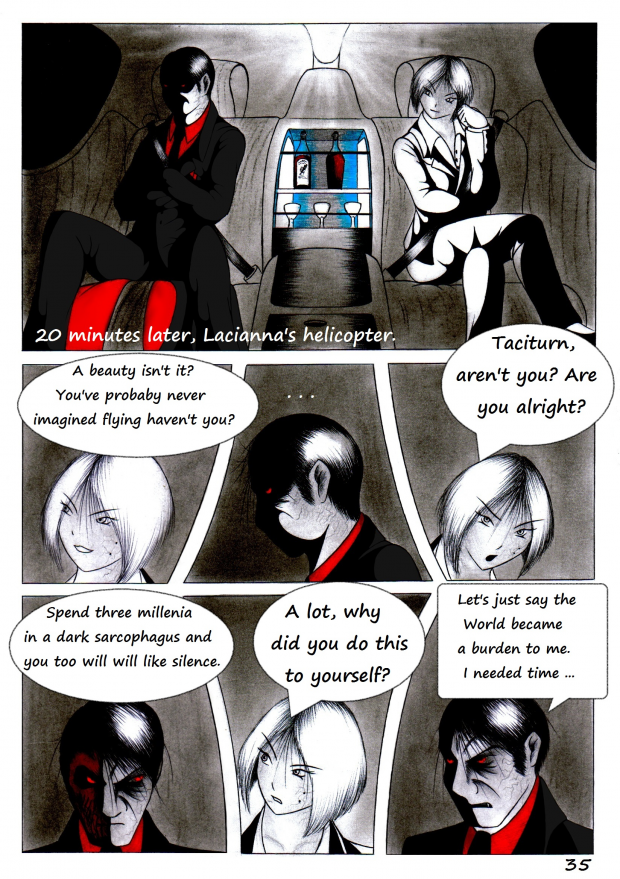 20 minutes later, Lacianna's helicopter.
A beauty isn't it?
You've probaby never
imagined flying haven't you?
...
Taciturn,
aren't you? Are
you alright?
Spend three millenia
in a dark sarcophagus and
you too will will like silence.
A lot, why
did you do this
to yourself?
Let's just say the
World became
a burden to me.
I needed time ...
35